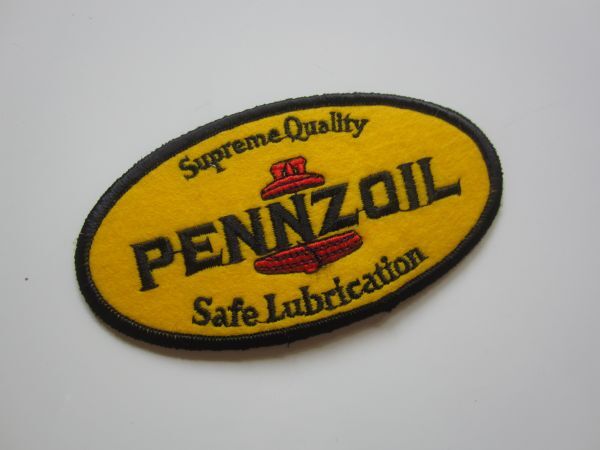 Supreme Quality
PENNZOIL
Safe Lubrication